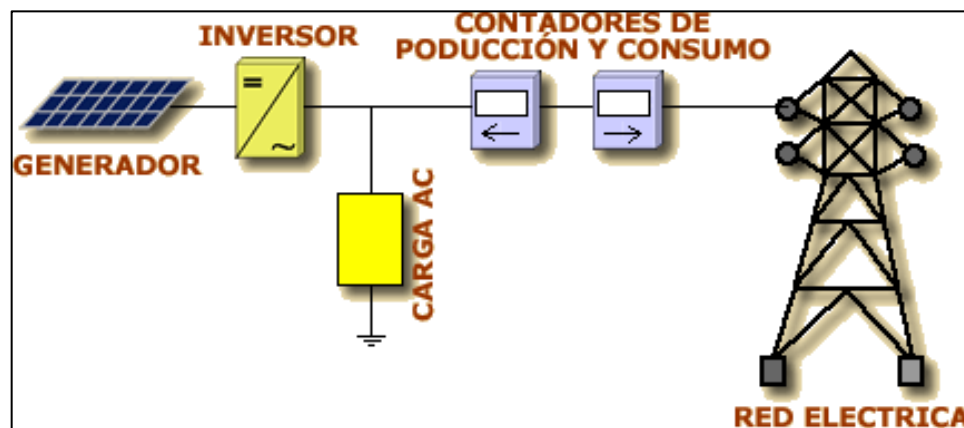 INVERSOR
CONTADORES DE
PODUCCIÓN Y CONSUMO
GENERADOR
CARGA AC
RED ELECTRICA